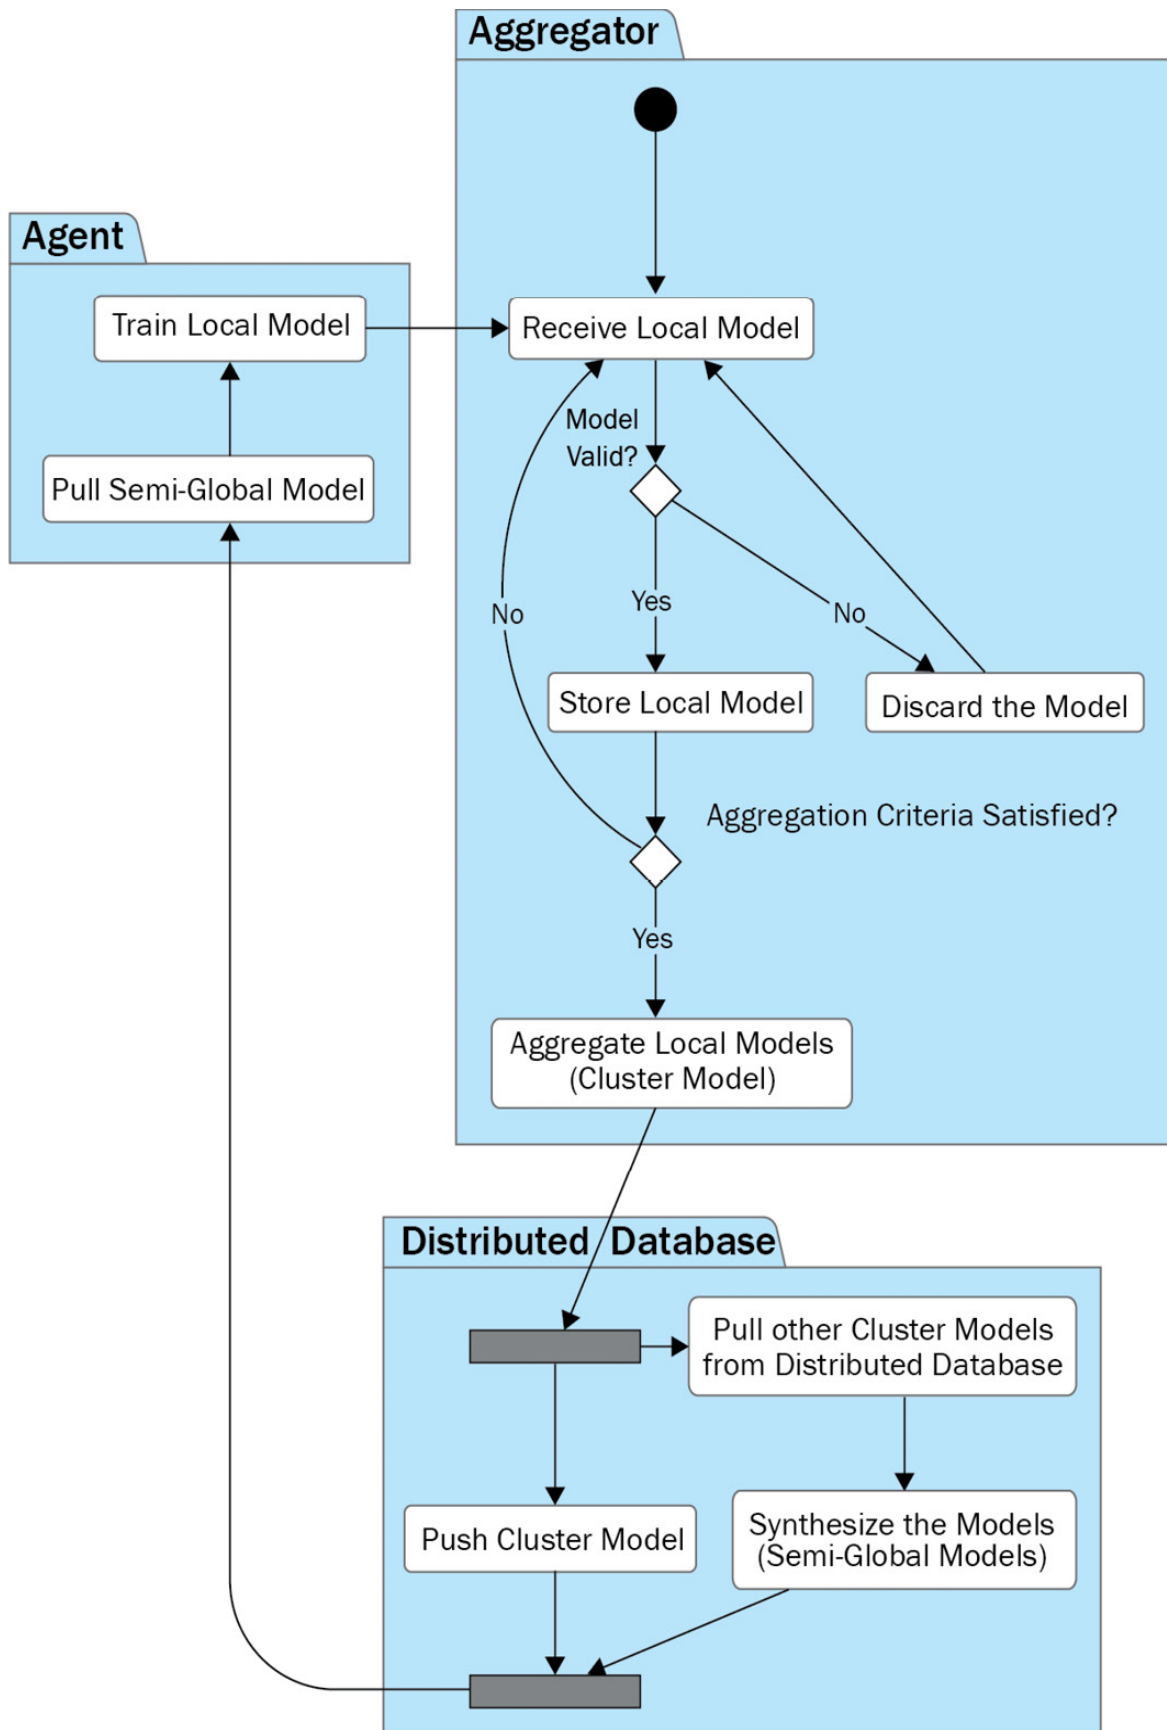 Aggregator
Agent
Train Local Model
Receive Local Model
Model
Valid?
Pull Semi-Global Model
No
Yes
No
Store Local Model
Discard the Model
Aggregation Criteria Satisfied?
Yes
Aggregate Local Models
(Cluster Model)
Distributed Database
Pull other Cluster Models
from Distributed Database
Push Cluster Model
Synthesize the Models
(Semi-Global Models)